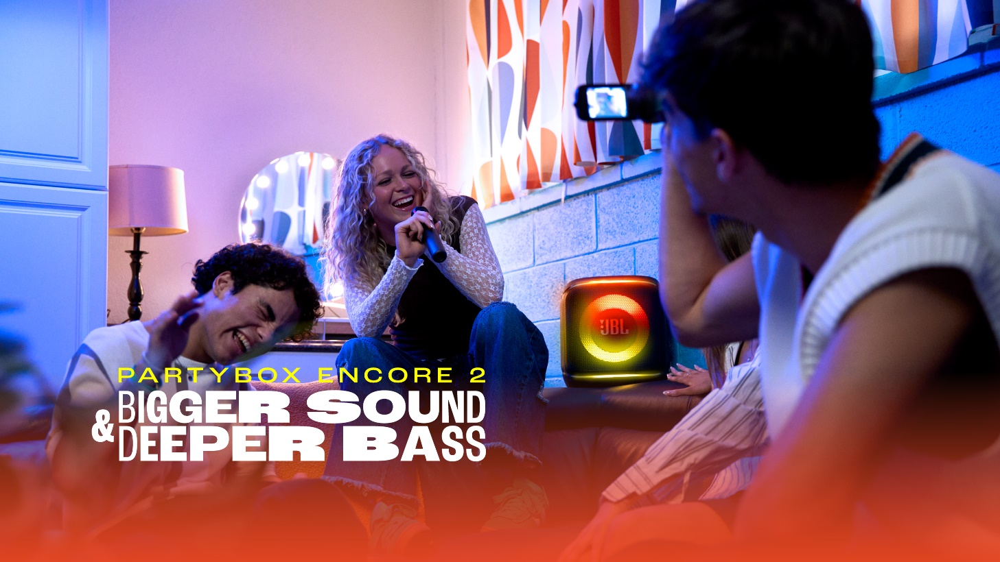 JBL
PARTYBOX ENCORE 2
BIGGER SOUND
& DEEPER BASS